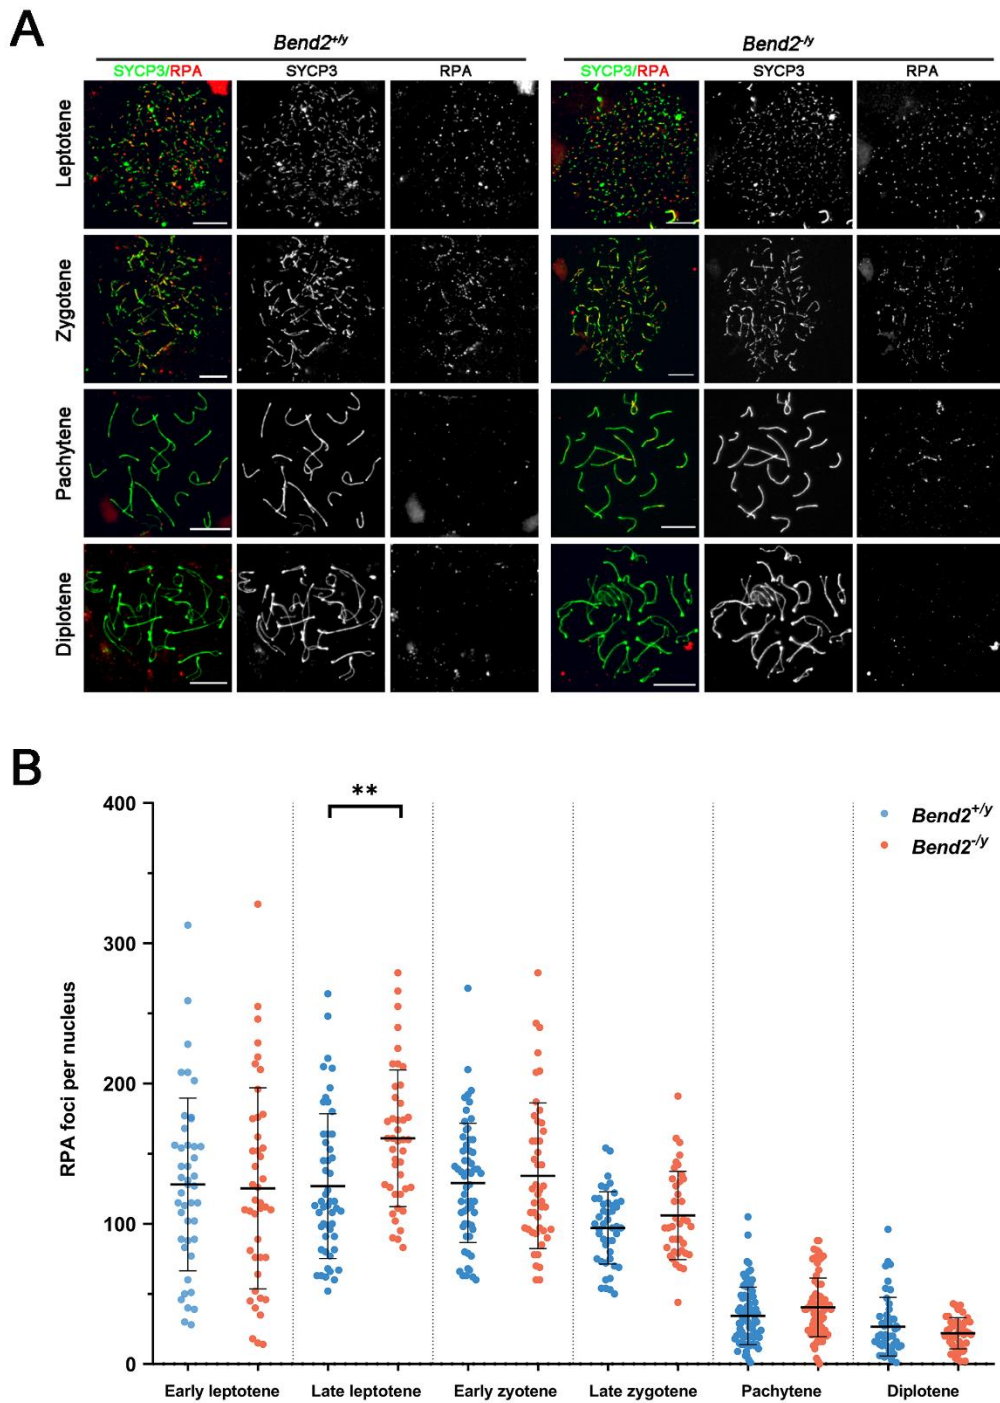 A
Bend2+/y
Bend2-/y
SYCP3/RPA SYCP3 RPA SYCP3/RPA SYCP3 RPA
Leptotene
Zygotene
Pachytene
Diplotene
B
**
Bend2+/y
Bend2-/y
RPA foci per nucleus
400
300
200
100
0
Early leptotene Late leptotene Early zyotene Late zygotene Pachytene Diplotene